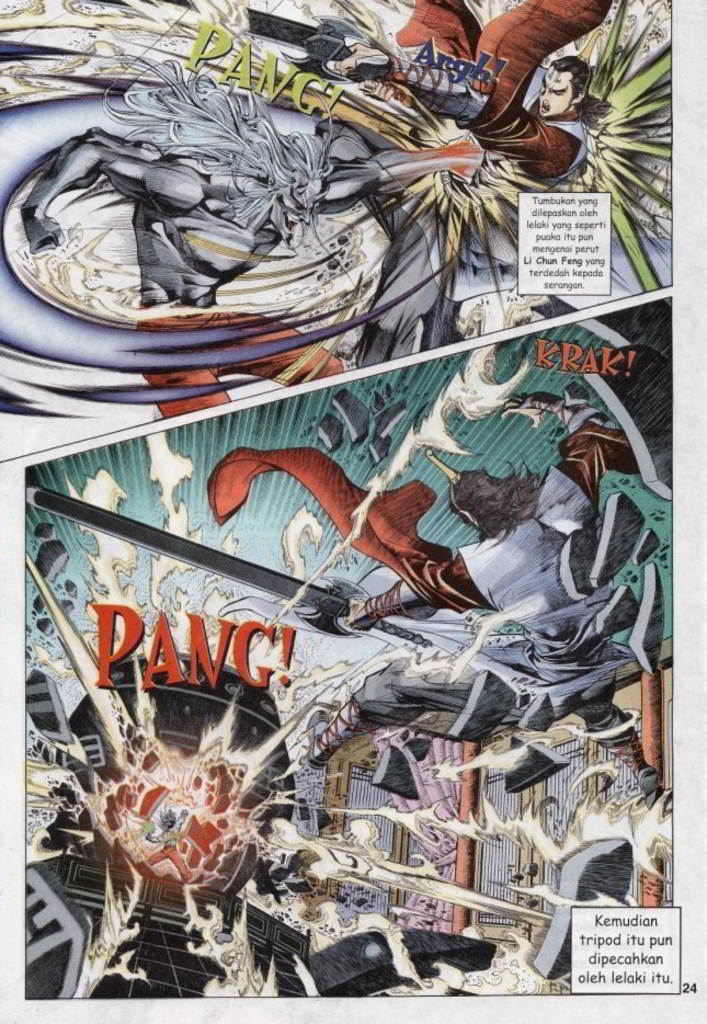 PANG!
Argh!
Tumbukan yang
dilepaskan oleh
lelaki yang seperti
puaka itu pun
mengenai perut
Li Chun Feng yang
terdedah kepada
serangan.
KRAK!
PANG!
Kemudian
tripod itu pun
dipecahkan
oleh lelaki itu.
24